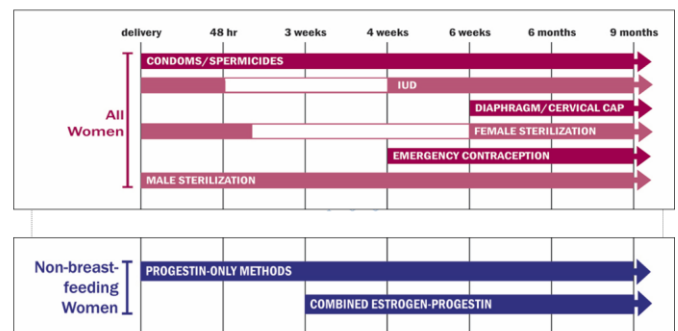 delivery 48 hr 3 weeks 4 weeks 6 weeks 6 months 9 months
All
Women
CONDOMS/SPERMICIDES
IUD
DIAPHRAGM/CERVICAL CAP
FEMALE STERILIZATION
EMERGENCY CONTRACEPTION
MALE STERILIZATION
Non-breast-
feeding
Women
PROGESTIN-ONLY METHODS
COMBINED ESTROGEN-PROGESTIN